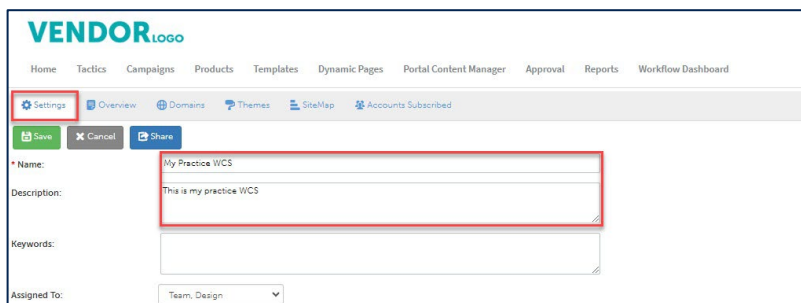 VENDOR LOGO
Home Tactics Campaigns Products Templates Dynamic Pages Portal Content Manager Approval Reports Workflow Dashboard
Settings Overview Domains Themes SiteMap Accounts Subscribed
Save Cancel Share
* Name: My Practice WCS
Description: This is my practice WCS
Keywords:
Assigned To: Team, Design